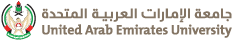 جامعة الإمارات العربية المتحدة
United Arab Emirates University